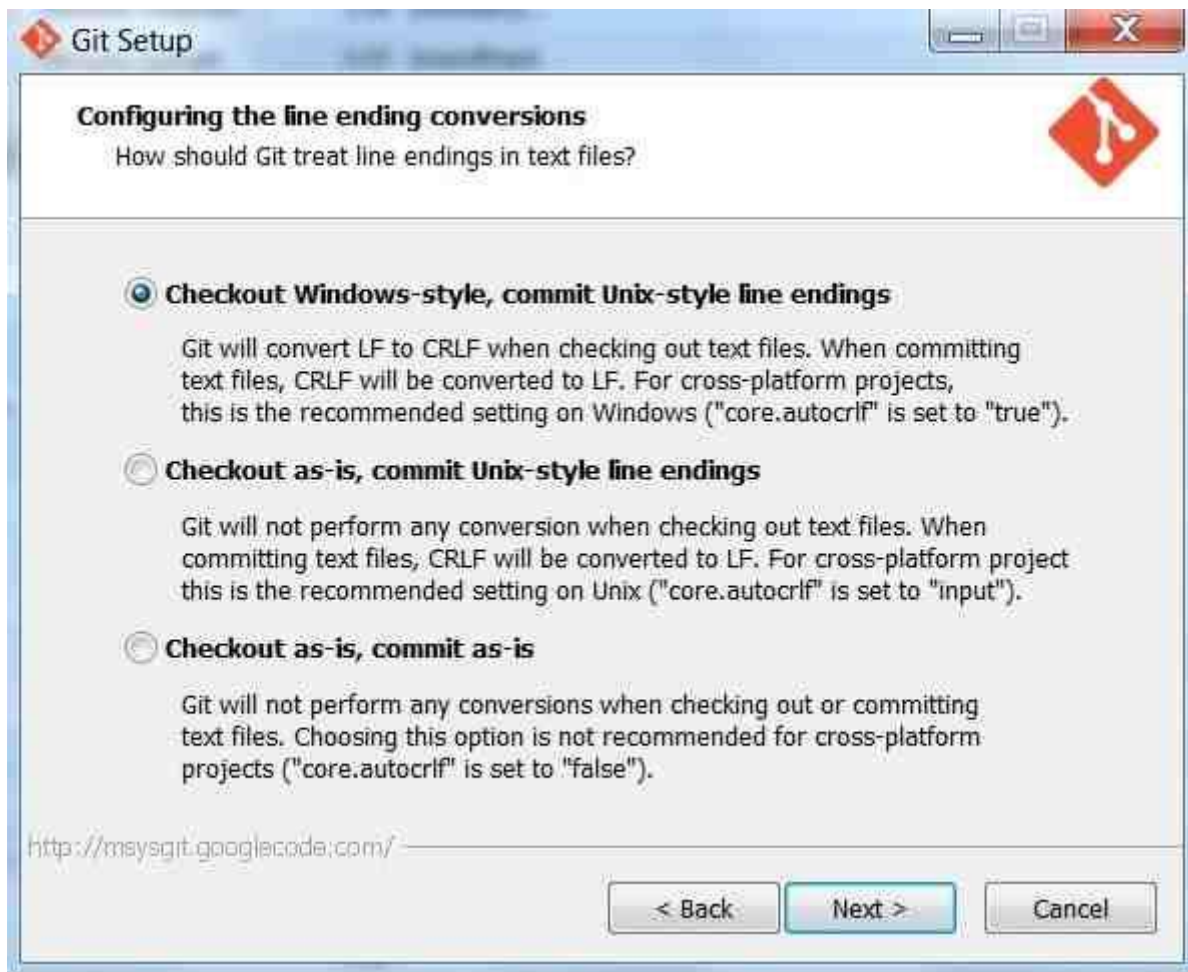 Git Setup
Configuring the line ending conversions
How should Git treat line endings in text files?
Checkout Windows-style, commit Unix-style line endings
Git will convert LF to CRLF when checking out text files. When committing
text files, CRLF will be converted to LF. For cross-platform projects,
this is the recommended setting on Windows ("core.autocrlf" is set to "true").
Checkout as-is, commit Unix-style line endings
Git will not perform any conversion when checking out text files. When
committing text files, CRLF will be converted to LF. For cross-platform project
this is the recommended setting on Unix ("core.autocrlf" is set to "input").
Checkout as-is, commit as-is
Git will not perform any conversions when checking out or committing
text files. Choosing this option is not recommended for cross-platform
projects ("core.autocrlf" is set to "false").
http://msysgit.googlecode.com/
< Back Next > Cancel